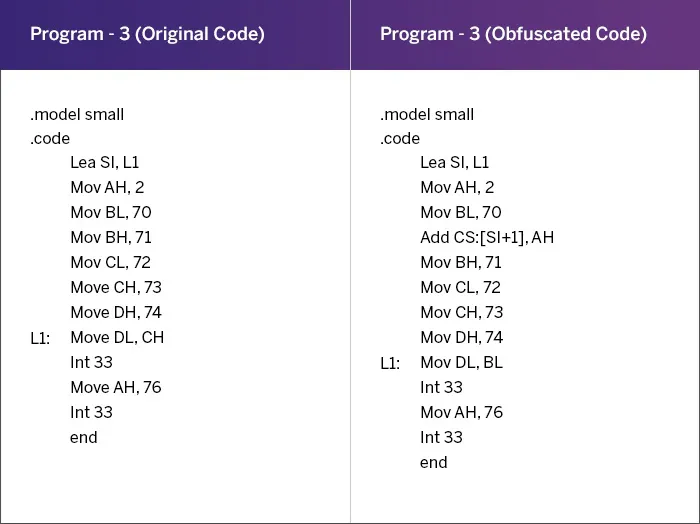 Program - 3 (Original Code)
.model small
.code
Lea SI, L1
Mov AH, 2
Mov BL, 70
Mov BH, 71
Mov CL, 72
Move CH, 73
Move DH, 74
L1: Move DL, CH
Int 33
Move AH, 76
Int 33
end
Program - 3 (Obfuscated Code)
.model small
.code
Lea SI, L1
Mov AH, 2
Mov BL, 70
Add CS:[SI+1], AH
Mov BH, 71
Mov CL, 72
Mov CH, 73
Mov DH, 74
L1: Mov DL, BL
Int 33
Mov AH, 76
Int 33
end